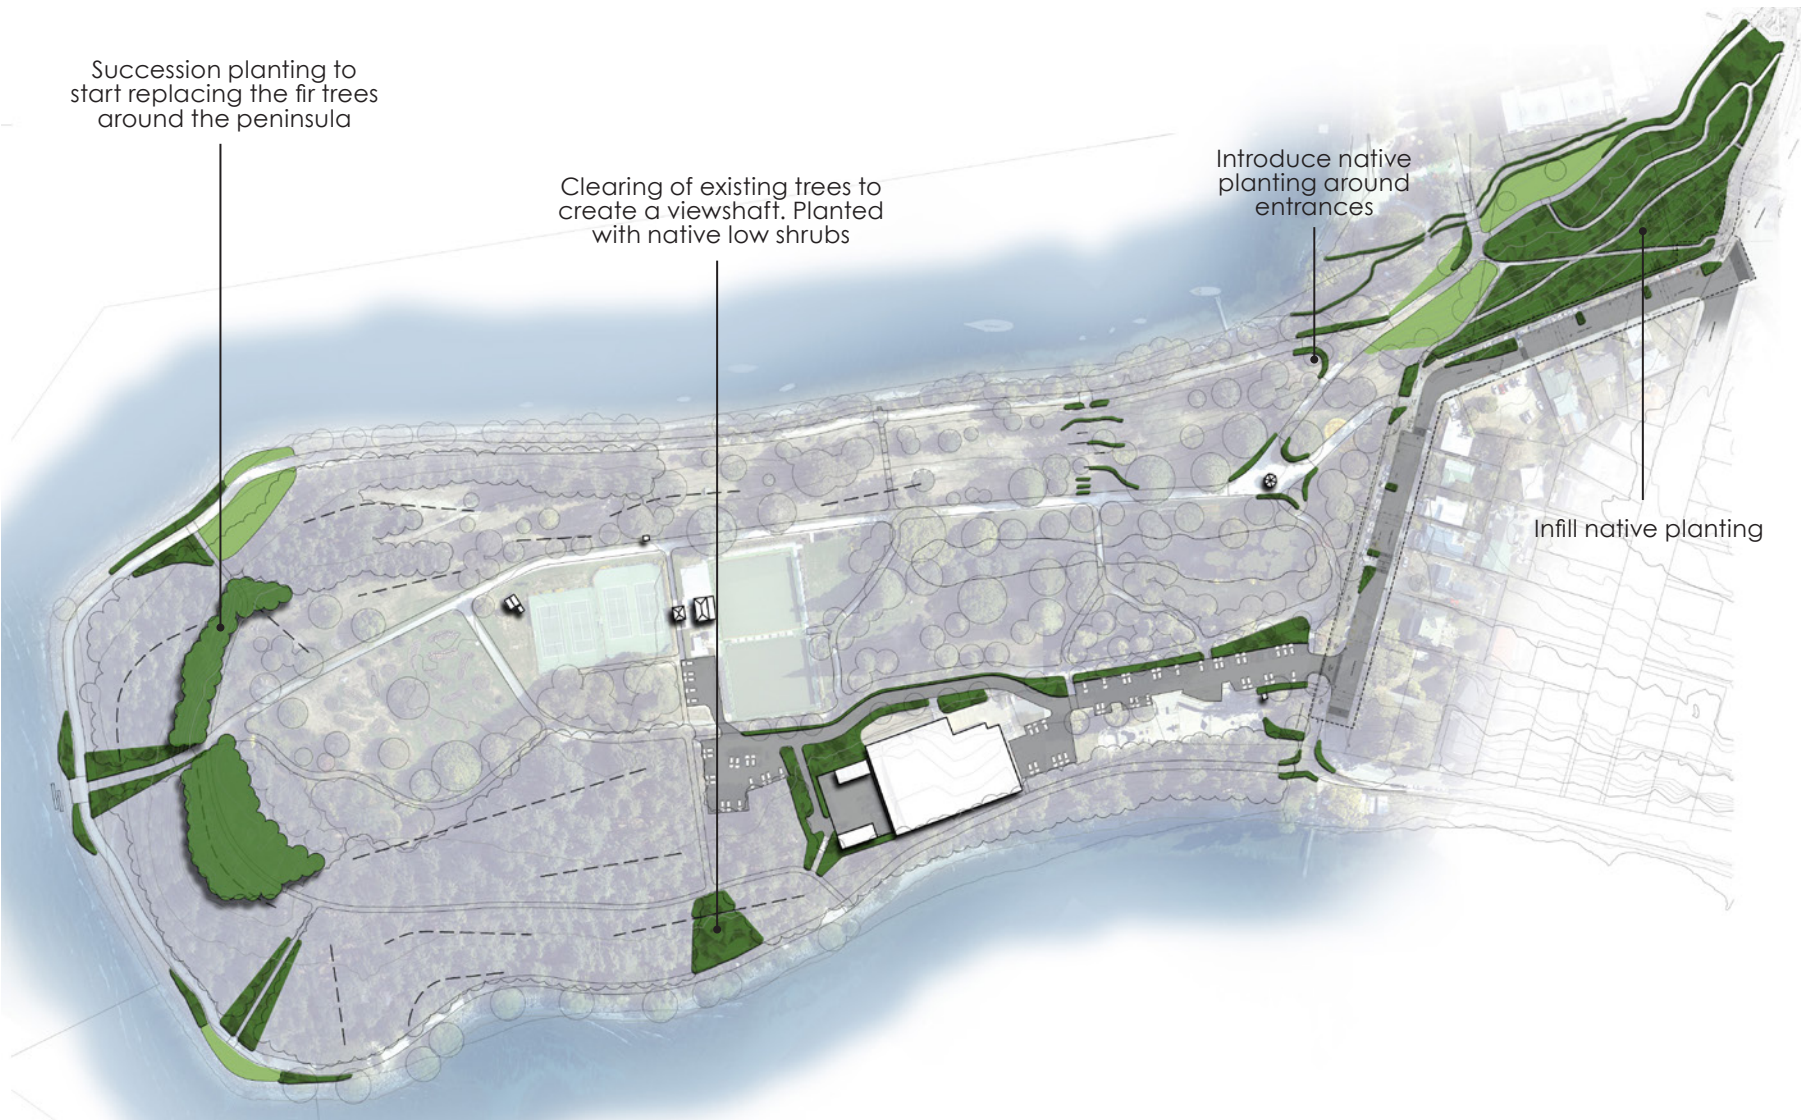 Succession planting to
start replacing the fir trees
around the peninsula
Clearing of existing trees to
create a viewshaft. Planted
with native low shrubs
Introduce native
planting around
entrances
Infill native planting